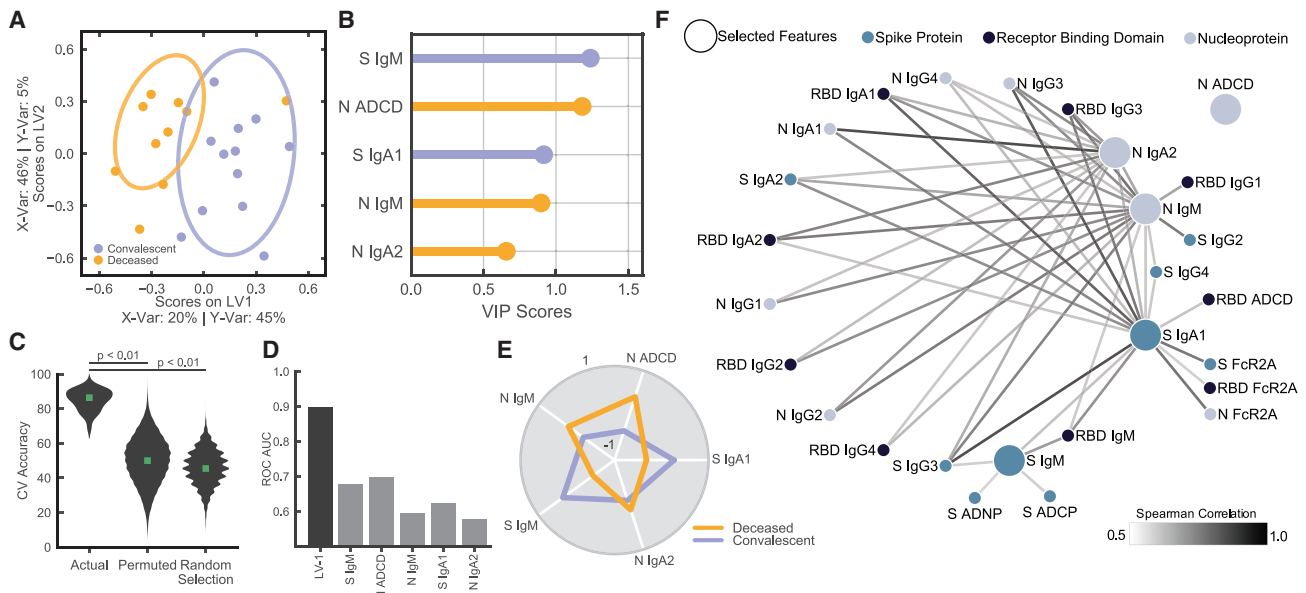 A
X-Var: 46% | Y-Var: 5%
Scores on LV2
0.6
0.3
0.0
−0.3
−0.6
Convalescent
Deceased
−0.6 −0.3 0.0 0.3 0.6
Scores on LV1
X-Var: 20% | Y-Var: 45%
B
S IgM
N ADCD
S IgA1
N IgM
N IgA2
0.0 0.5 1.0 1.5
VIP Scores
C
p < 0.01
p < 0.01
CV Accuracy
100
80
60
40
20
0
Actual Permuted Random
Selection
D
ROC AUC
0.9
0.8
0.7
0.6
LV-1
S IgM
I ADCD
N IgM
S IgA1
N IgA2
E
1
N ADCD
N IgM
-1
S IgA1
S IgM
N IgA2
Deceased
Convalescent
F
Selected Features Spike Protein Receptor Binding Domain Nucleoprotein
N IgG4
N IgG3
N ADCD
RBD IgA1
RBD IgG3
N IgA1
N IgA2
S IgA2
RBD IgG1
N IgM
RBD IgA2
S IgG2
S IgG4
N IgG1
RBD ADCD
S IgA1
RBD IgG2
S FcR2A
RBD FcR2A
N IgG2
N FcR2A
RBD IgG4
RBD IgM
S IgG3
S IgM
S ADNP
S ADCP
Spearman Correlation
0.5 1.0